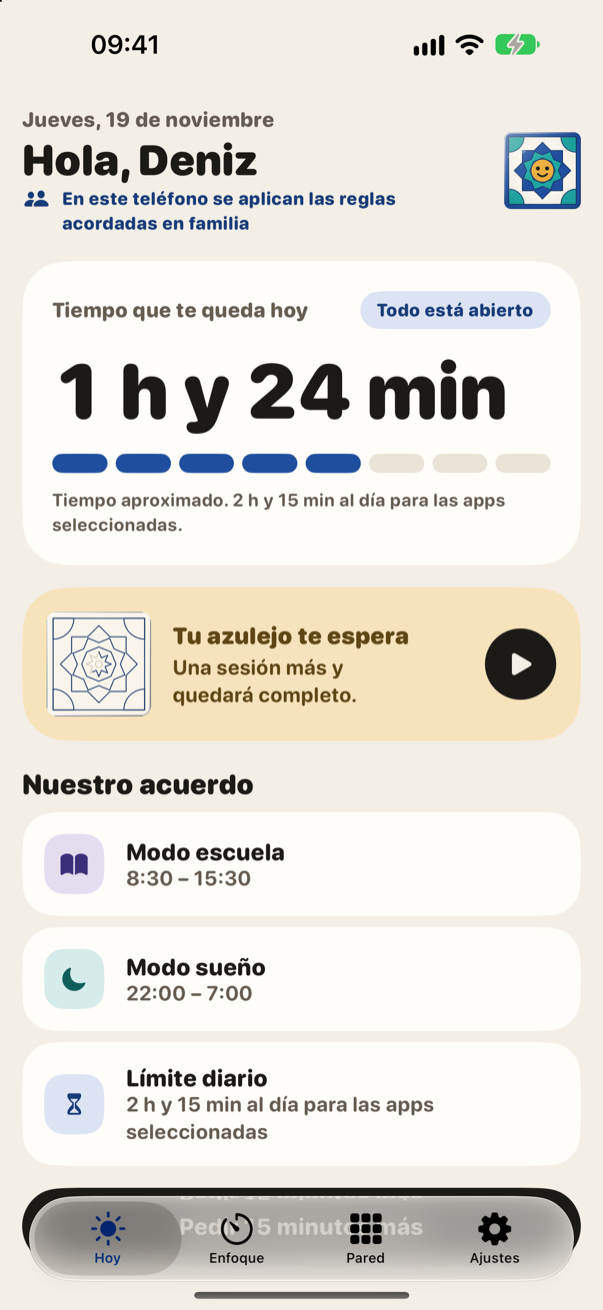 09:41
Jueves, 19 de noviembre
Hola, Deniz
En este teléfono se aplican las reglas
acordadas en familia
Tiempo que te queda hoy
Todo está abierto
1 h y 24 min
Tiempo aproximado. 2 h y 15 min al día para las apps
seleccionadas.
Tu azulejo te espera
Una sesión más y
quedará completo.
Nuestro acuerdo
Modo escuela
8:30 – 15:30
Modo sueño
22:00 – 7:00
Límite diario
2 h y 15 min al día para las apps
seleccionadas
Hoy
Enfoque
Pared
Ajustes